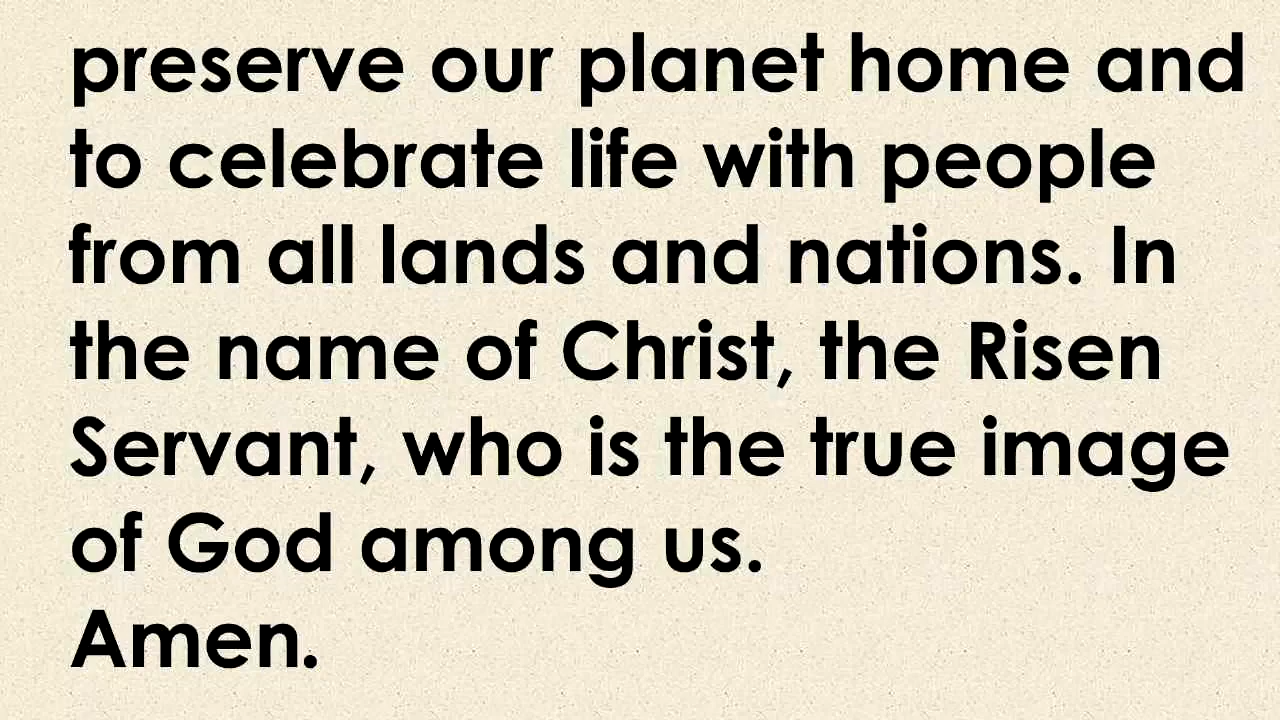 preserve our planet home and
to celebrate life with people
from all lands and nations. In
the name of Christ, the Risen
Servant, who is the true image
of God among us.
Amen.